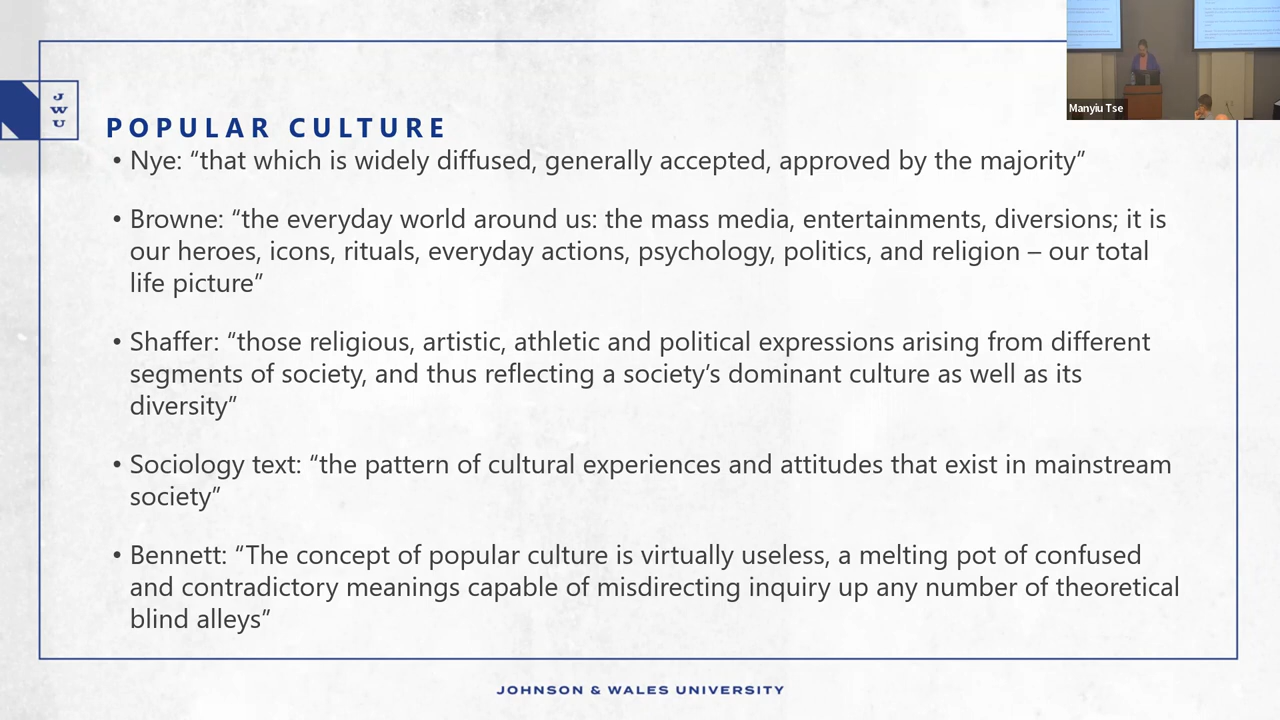 Manyiu Tse
J
W
U
POPULAR CULTURE
• Nye: “that which is widely diffused, generally accepted, approved by the majority”
• Browne: “the everyday world around us: the mass media, entertainments, diversions; it is
our heroes, icons, rituals, everyday actions, psychology, politics, and religion – our total
life picture”
• Shaffer: “those religious, artistic, athletic and political expressions arising from different
segments of society, and thus reflecting a society’s dominant culture as well as its
diversity”
• Sociology text: “the pattern of cultural experiences and attitudes that exist in mainstream
society”
• Bennett: “The concept of popular culture is virtually useless, a melting pot of confused
and contradictory meanings capable of misdirecting inquiry up any number of theoretical
blind alleys”
JOHNSON & WALES UNIVERSITY